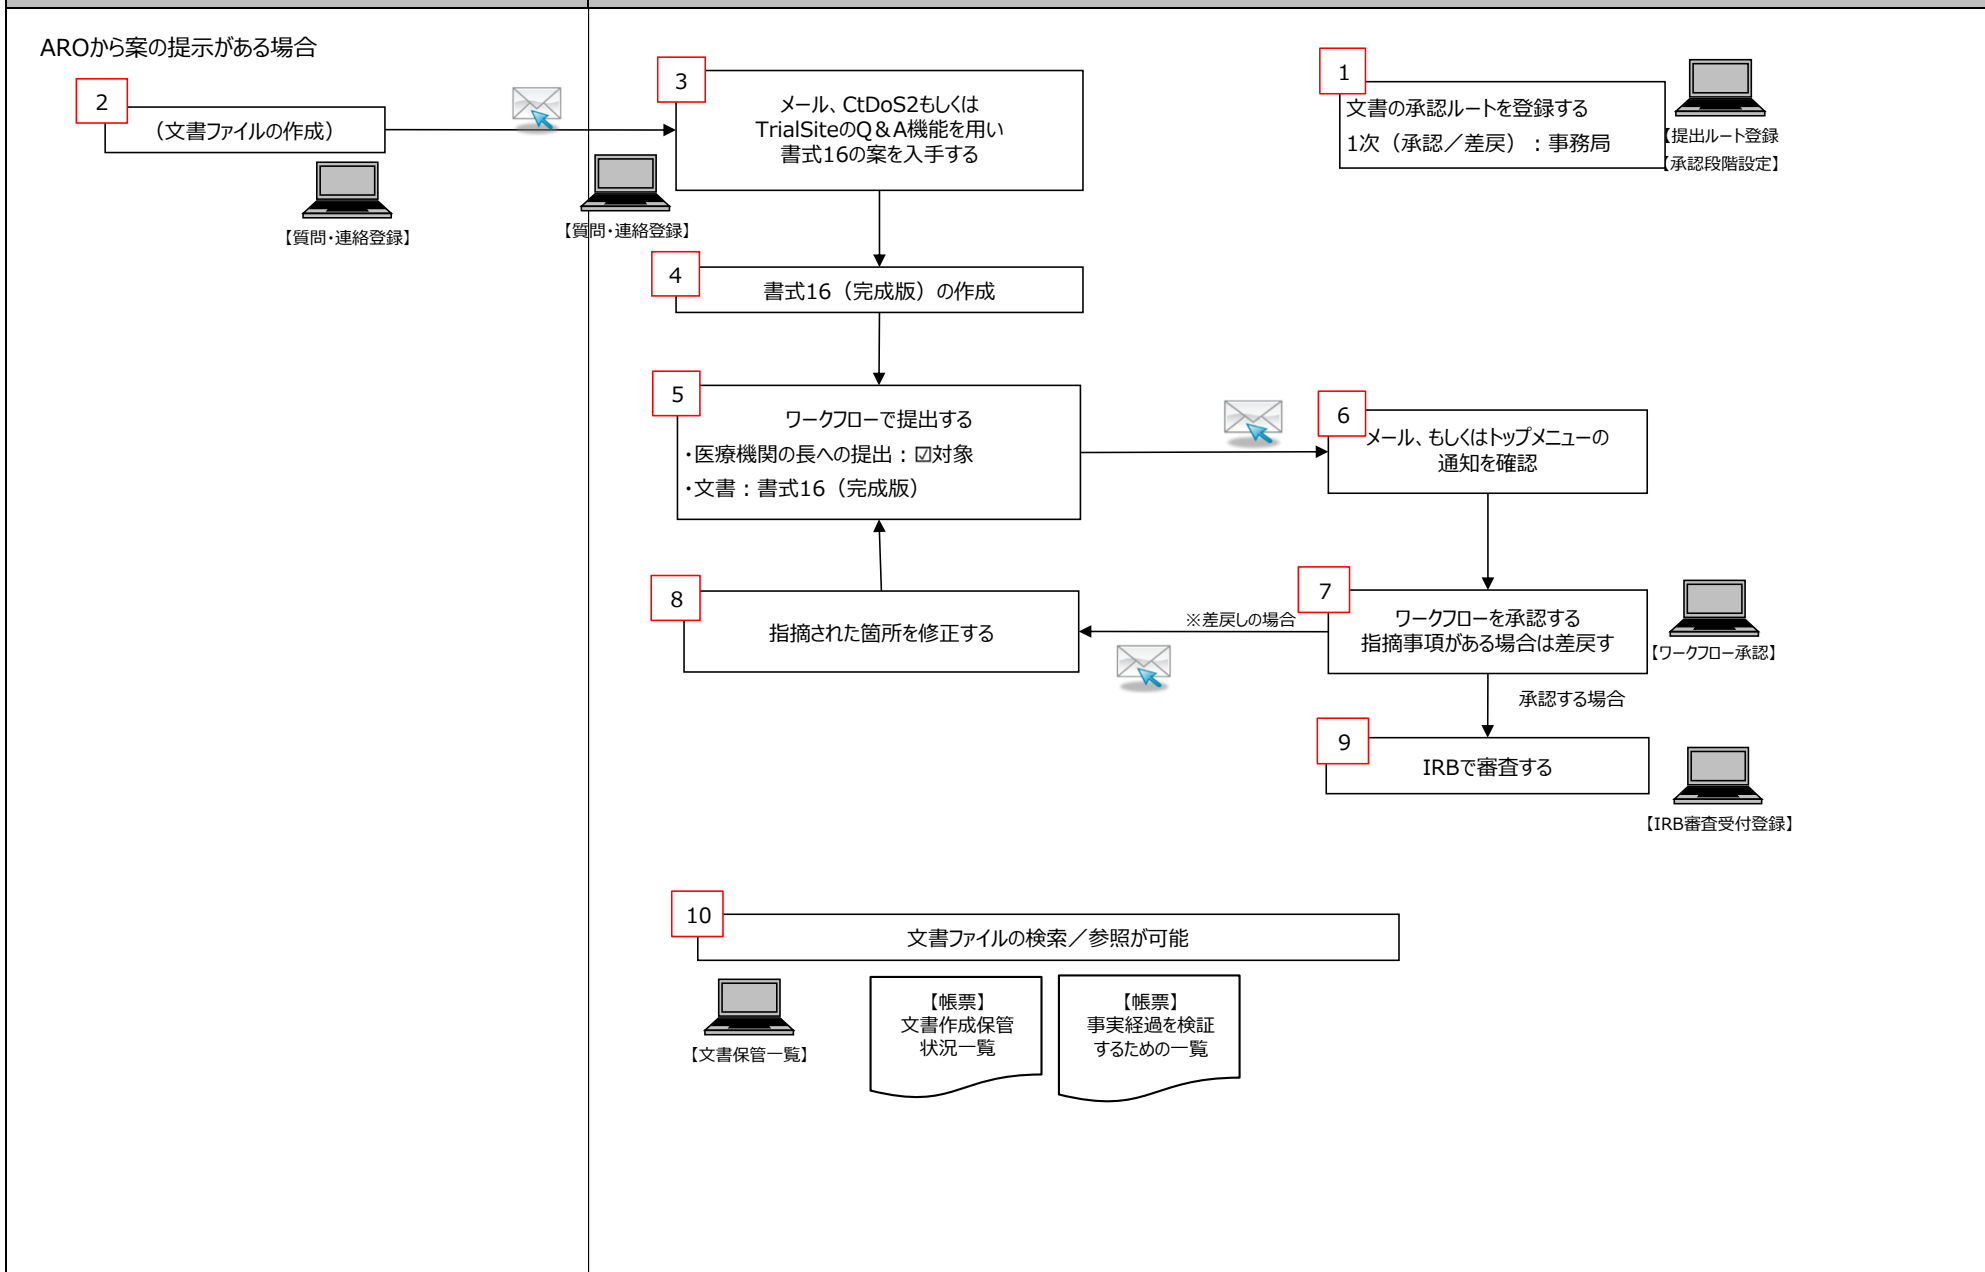 AROから案の提示がある場合
1
文書の承認ルートを登録する
1次（承認／差戻）：事務局
【提出ルート登録
【承認段階設定】
2
（文書ファイルの作成）
【質問・連絡登録】
3
メール、CtDoS2もしくは
TrialSiteのQ＆A機能を用い
書式16の案を入手する
【質問・連絡登録】
4
書式16（完成版）の作成
5
ワークフローで提出する
・医療機関の長への提出：☑対象
・文書：書式16（完成版）
6
メール、もしくはトップメニューの
通知を確認
7
ワークフローを承認する
指摘事項がある場合は差戻す
【ワークフロー承認】
※差戻しの場合
8
指摘された箇所を修正する
承認する場合
9
IRBで審査する
【IRB審査受付登録】
10
文書ファイルの検索／参照が可能
【文書保管一覧】
【帳票】
文書作成保管
状況一覧
【帳票】
事実経過を検証
するための一覧